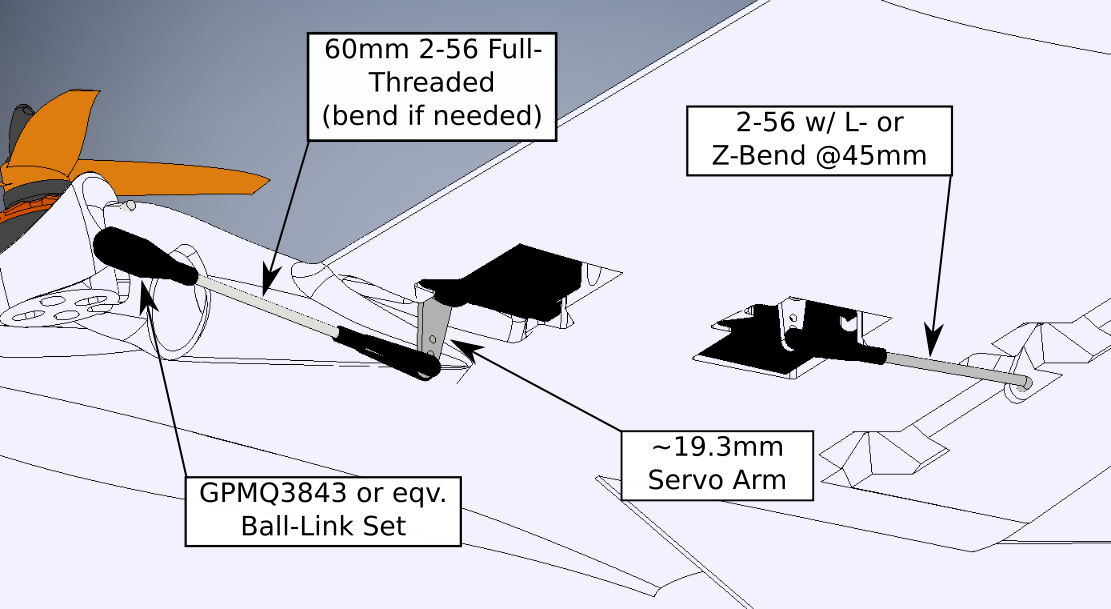 60mm 2-56 Full-
Threaded
(bend if needed)
2-56 w/ L- or
Z-Bend @45mm
~19.3mm
Servo Arm
GPMQ3843 or eqv.
Ball-Link Set